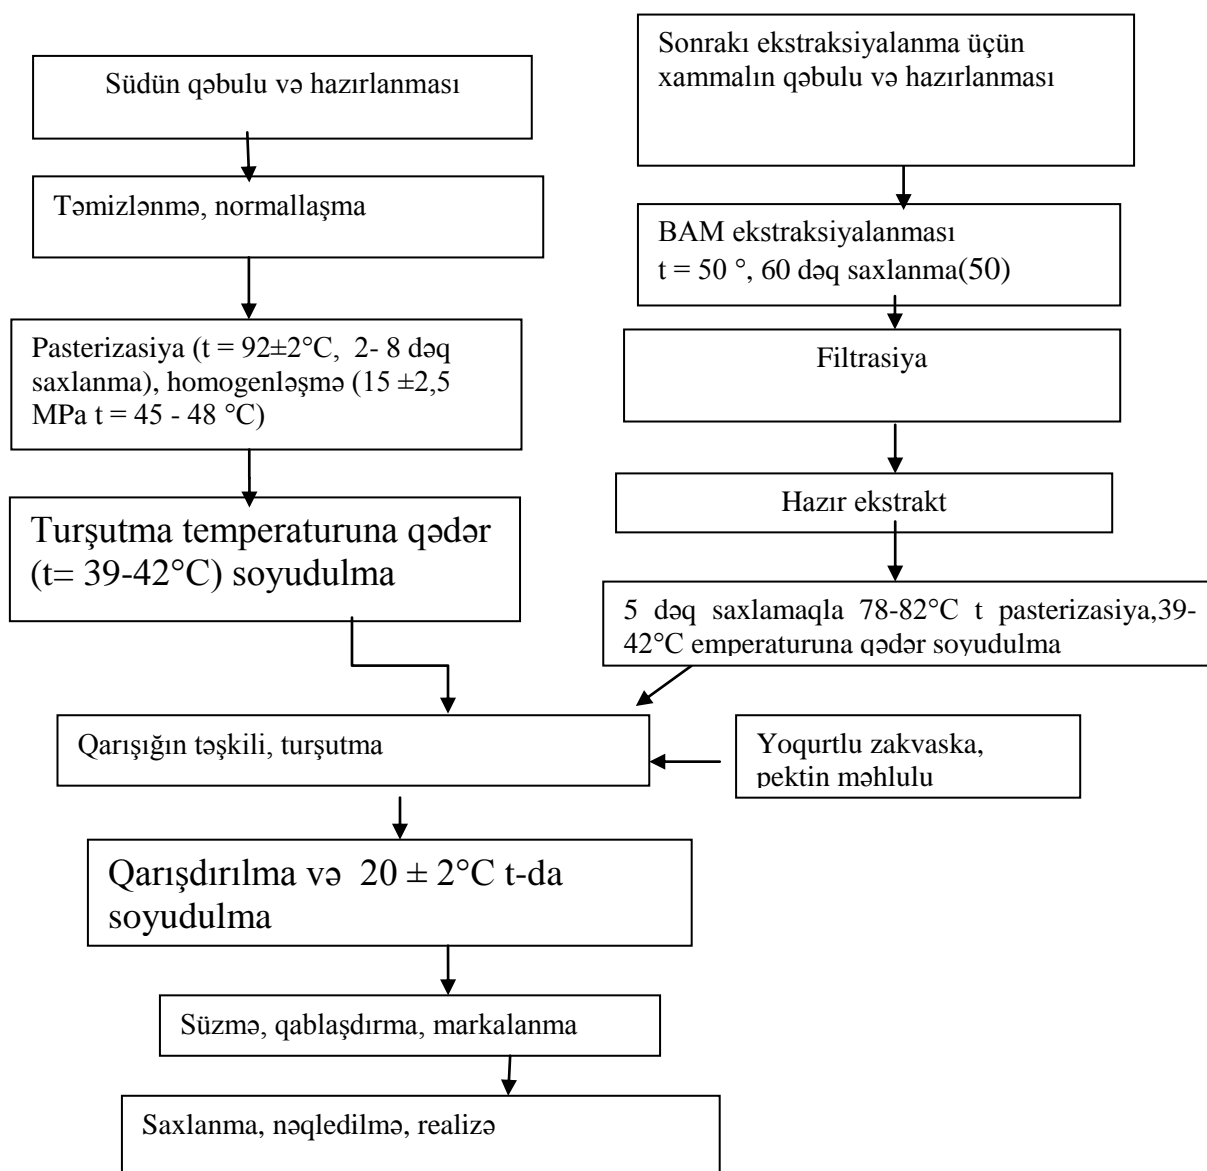 Südün qəbulu və hazırlanması
Təmizlənmə, normallaşma
Pasterizasiya (t = 92±2°C, 2- 8 dəq
saxlanma), homogenləşmə (15 ±2,5
MPa t = 45 - 48 °C)
Turşutma temperaturuna qədər
(t= 39-42°C) soyudulma
Sonrakı ekstraksiyalanma üçün
xammalın qəbulu və hazırlanması
BAM ekstraksiyalanması
t = 50 °, 60 dəq saxlanma(50)
Filtrasiya
Hazır ekstrakt
5 dəq saxlamaqla 78-82°C t pasterizasiya,39-
42°C emperaturuna qədər soyudulma
Qarışığın təşkili, turşutma
Yoqurtlu zakvaska,
pektin məhlulu
Qarışdırılma və 20 ± 2°C t-da
soyudulma
Süzmə, qablaşdırma, markalanma
Saxlanma, nəqledilmə, realizə